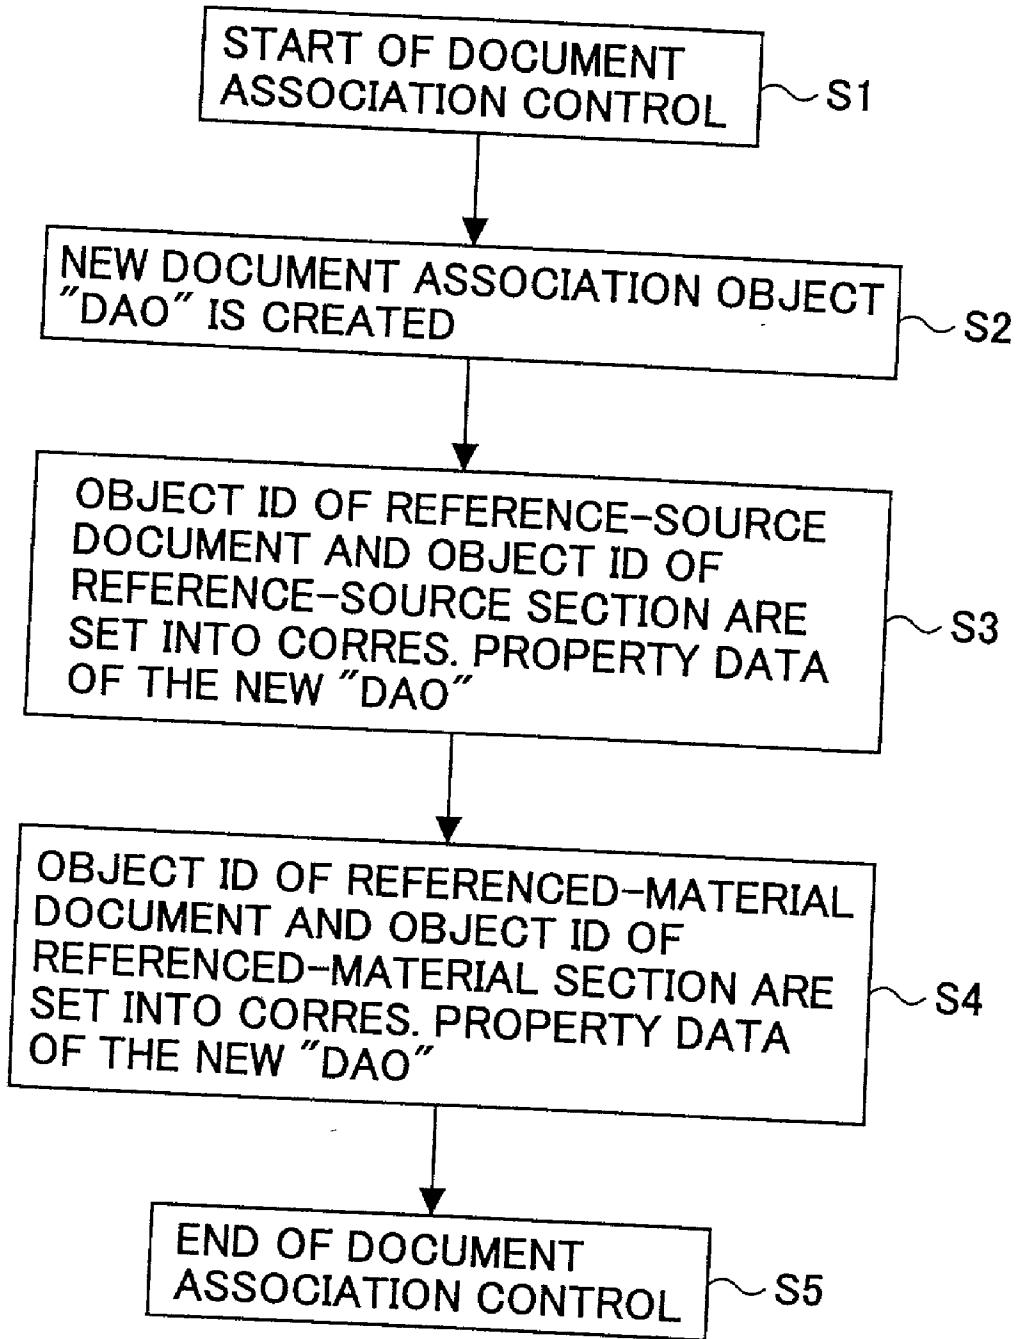 START OF DOCUMENT
ASSOCIATION CONTROL
S1
NEW DOCUMENT ASSOCIATION OBJECT
"DAO" IS CREATED
S2
OBJECT ID OF REFERENCE-SOURCE
DOCUMENT AND OBJECT ID OF
REFERENCE-SOURCE SECTION ARE
SET INTO CORRES. PROPERTY DATA
OF THE NEW "DAO"
S3
OBJECT ID OF REFERENCED-MATERIAL
DOCUMENT AND OBJECT ID OF
REFERENCED-MATERIAL SECTION ARE
SET INTO CORRES. PROPERTY DATA
OF THE NEW "DAO"
S4
END OF DOCUMENT
ASSOCIATION CONTROL
S5